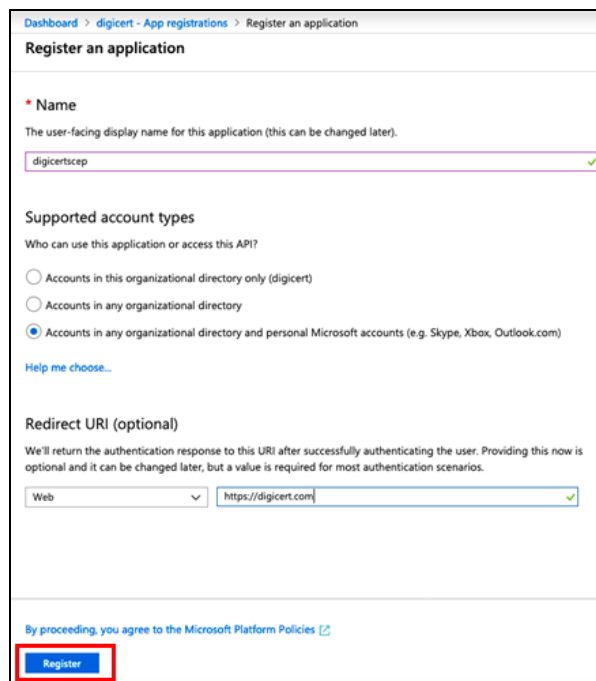 Dashboard > digicert - App registrations > Register an application
Register an application
* Name
The user-facing display name for this application (this can be changed later).
digicertscep
Supported account types
Who can use this application or access this API?
Accounts in this organizational directory only (digicert)
Accounts in any organizational directory
Accounts in any organizational directory and personal Microsoft accounts (e.g. Skype, Xbox, Outlook.com)
Help me choose...
Redirect URI (optional)
We'll return the authentication response to this URI after successfully authenticating the user. Providing this now is
optional and it can be changed later, but a value is required for most authentication scenarios.
Web https://digicert.com
By proceeding, you agree to the Microsoft Platform Policies
Register